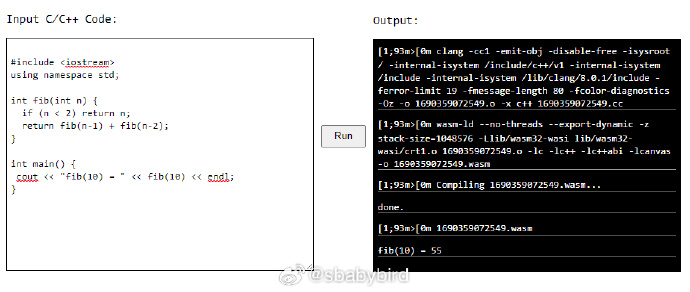 Input C/C++ Code:
#include <iostream>
using namespace std;
int fib(int n) {
if (n < 2) return n;
return fib(n-1) + fib(n-2);
}
int main() {
cout << "fib(10) = " << fib(10) << endl;
}
Run
Output:
[1;93m>[0m clang -cc1 -emit-obj -disable-free -isysroot
/ -internal-isystem /include/c++/v1 -internal-isystem
/include -internal-isystem /lib/clang/8.0.1/include -
ferror-limit 19 -fmessage-length 80 -fcolor-diagnostics
-Oz -o 1690359072549.o -x c++ 1690359072549.cc
[1;93m>[0m wasm-ld --no-threads --export-dynamic -z
stack-size=1048576 -Llib/wasm32-wasi lib/wasm32-
wasi/crt1.o 1690359072549.o -lc -lc++ -lc++abi -lcanvas
-o 1690359072549.wasm
[1;93m>[0m Compiling 1690359072549.wasm...
done.
[1;93m>[0m 1690359072549.wasm
fib(10) = 55
@sbabybird